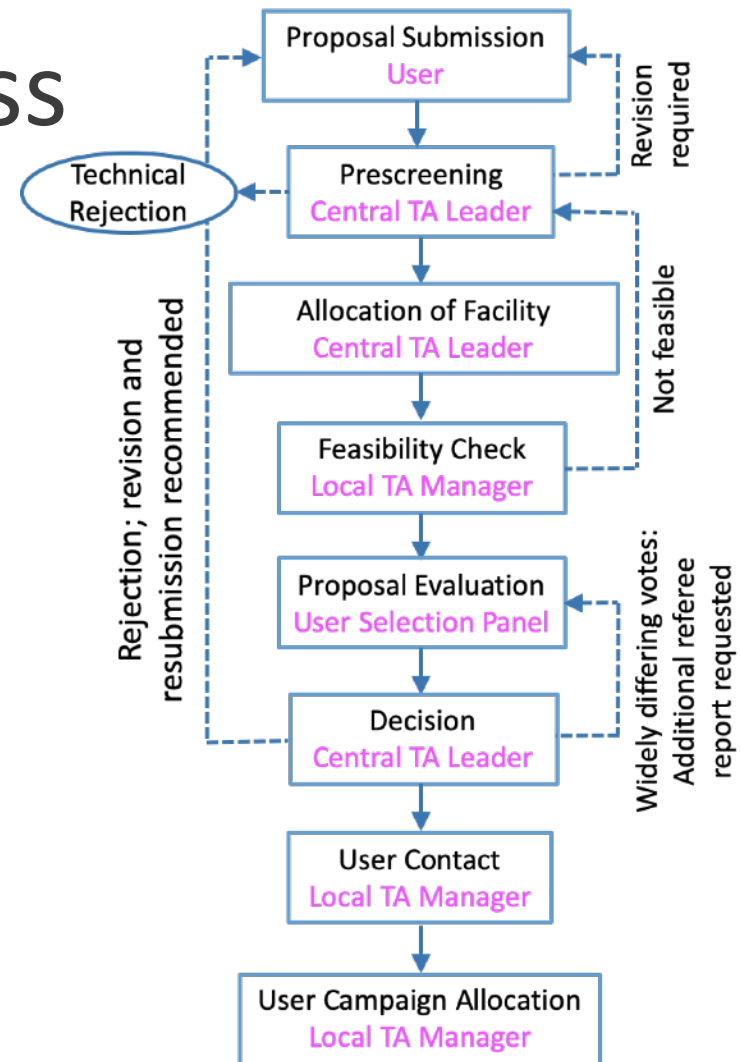 ss
Proposal Submission
User
Revision
required
Technical
Rejection
Prescreening
Central TA Leader
Allocation of Facility
Central TA Leader
Not feasible
Feasibility Check
Local TA Manager
Rejection; revision and
resubmission recommended
Proposal Evaluation
User Selection Panel
Widely differing votes:
Additional referee
report requested
Decision
Central TA Leader
User Contact
Local TA Manager
User Campaign Allocation
Local TA Manager